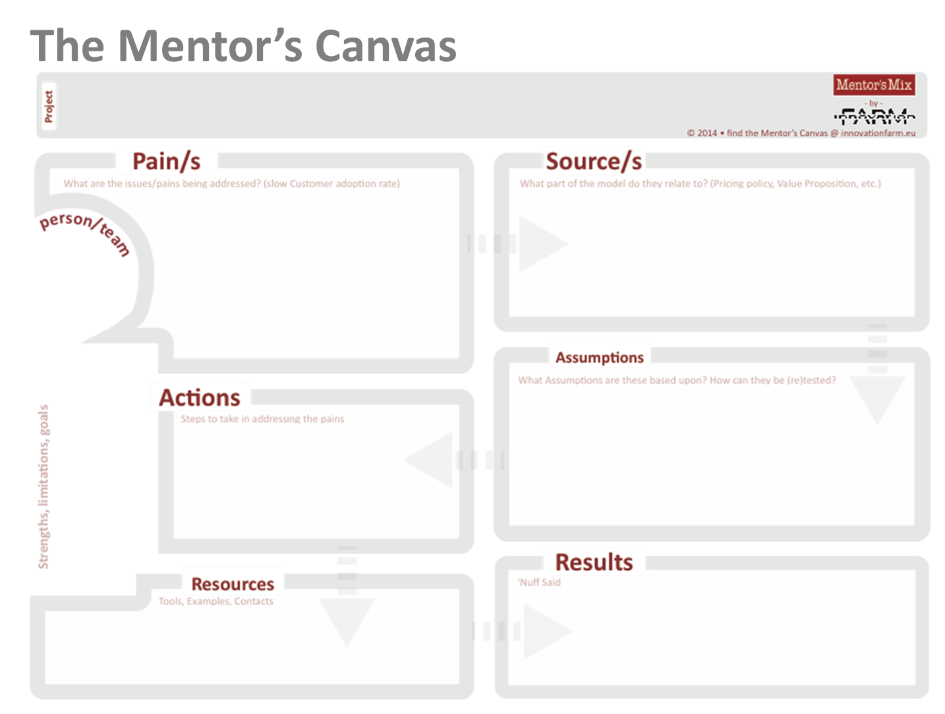 The Mentor's Canvas
Project
Mentor'sMix
- by -
INNOVATION FARM
© 2014 • find the Mentor's Canvas @ innovationfarm.eu
Pain/s
What are the issues/pains being addressed? (slow Customer adoption rate)
person/team
Source/s
What part of the model do they relate to? (Pricing policy, Value Proposition, etc.)
Assumptions
What Assumptions are these based upon? How can they be (re)tested?
Actions
Steps to take in addressing the pains
Strengths, limitations, goals
Resources
Tools, Examples, Contacts
Results
'Nuff Said